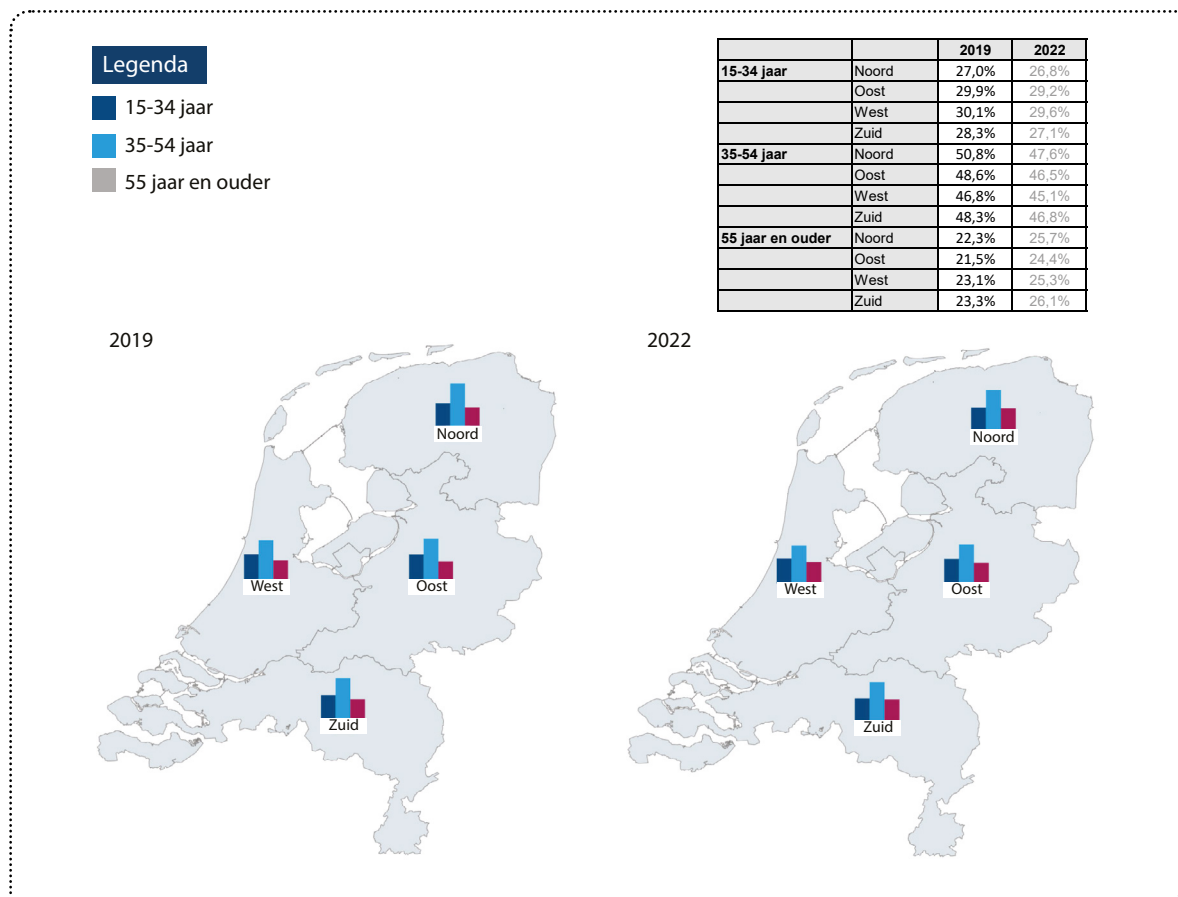 Legenda
15-34 jaar
35-54 jaar
55 jaar en ouder
2019 2022
15-34 jaar Noord 27,0% 26,8%
Oost 29,9% 29,2%
West 30,1% 29,6%
Zuid 28,3% 27,1%
35-54 jaar Noord 50,8% 47,6%
Oost 48,6% 46,5%
West 46,8% 45,1%
Zuid 48,3% 46,8%
55 jaar en ouder Noord 22,3% 25,7%
Oost 21,5% 24,4%
West 23,1% 25,3%
Zuid 23,3% 26,1%
2019
Noord
West
Oost
Zuid
2022
Noord
West
Oost
Zuid